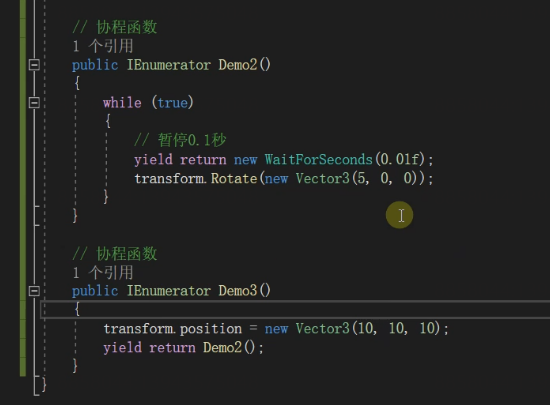 // 协程函数
1 个引用
public IEnumerator Demo2()
{
while (true)
{
// 暂停0.1秒
yield return new WaitForSeconds(0.01f);
transform.Rotate(new Vector3(5, 0, 0));
}
}
// 协程函数
1 个引用
public IEnumerator Demo3()
{
transform.position = new Vector3(10, 10, 10);
yield return Demo2();
}
}